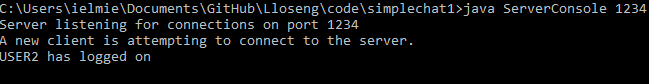 C:\Users\ielmie\Documents\GitHub\Lloseng\code\simplechat1>java ServerConsole 1234
Server listening for connections on port 1234
A new client is attempting to connect to the server.
USER2 has logged on